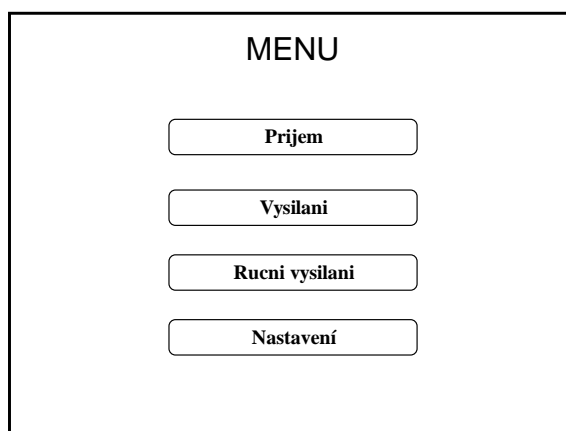 MENU
Prijem
Vysilani
Rucni vysilani
Nastavení